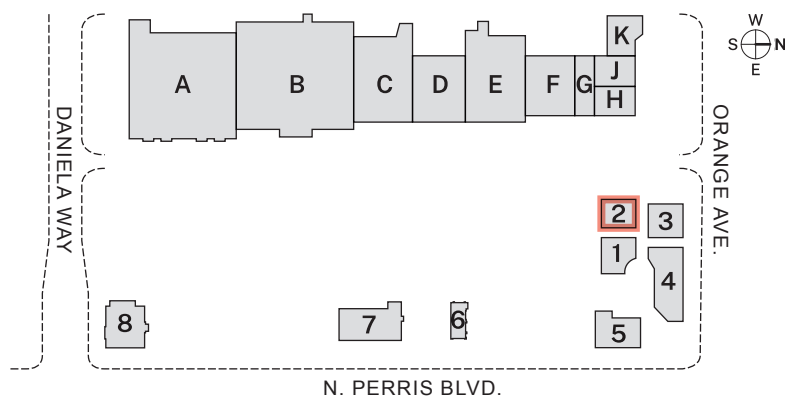 W
S N
E
K
A B C D E F G J
H
DANIELA WAY
ORANGE AVE.
2 3
1
4
8 7 6 5
N. PERRIS BLVD.